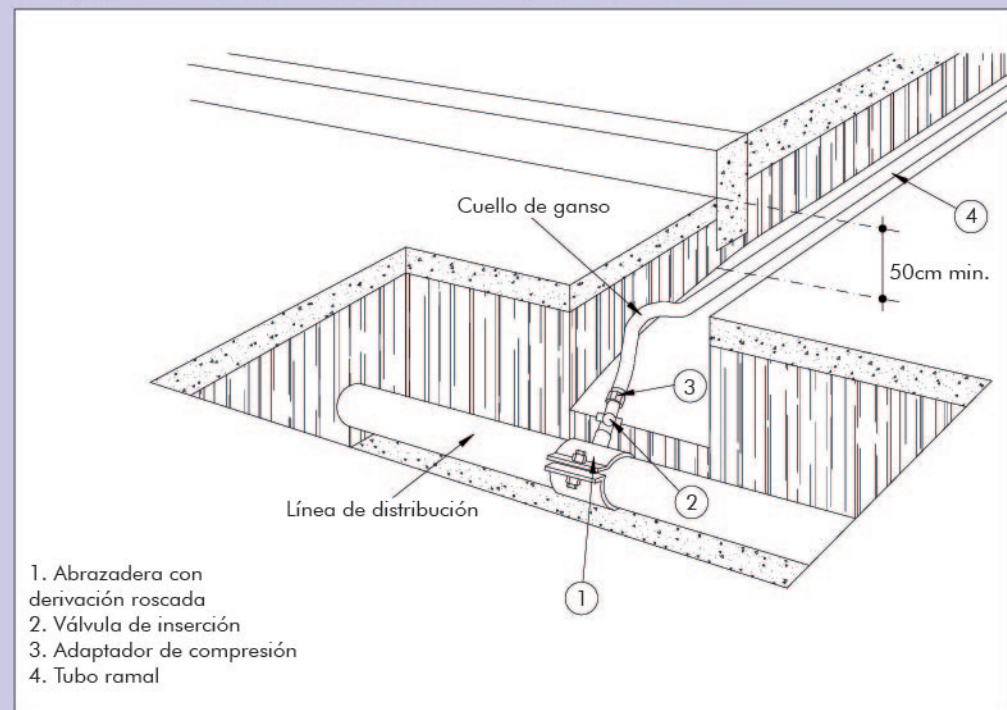 Cuello de ganso
4
50cm min.
3
2
Línea de distribución
1
1. Abrazadera con
derivación roscada
2. Válvula de inserción
3. Adaptador de compresión
4. Tubo ramal